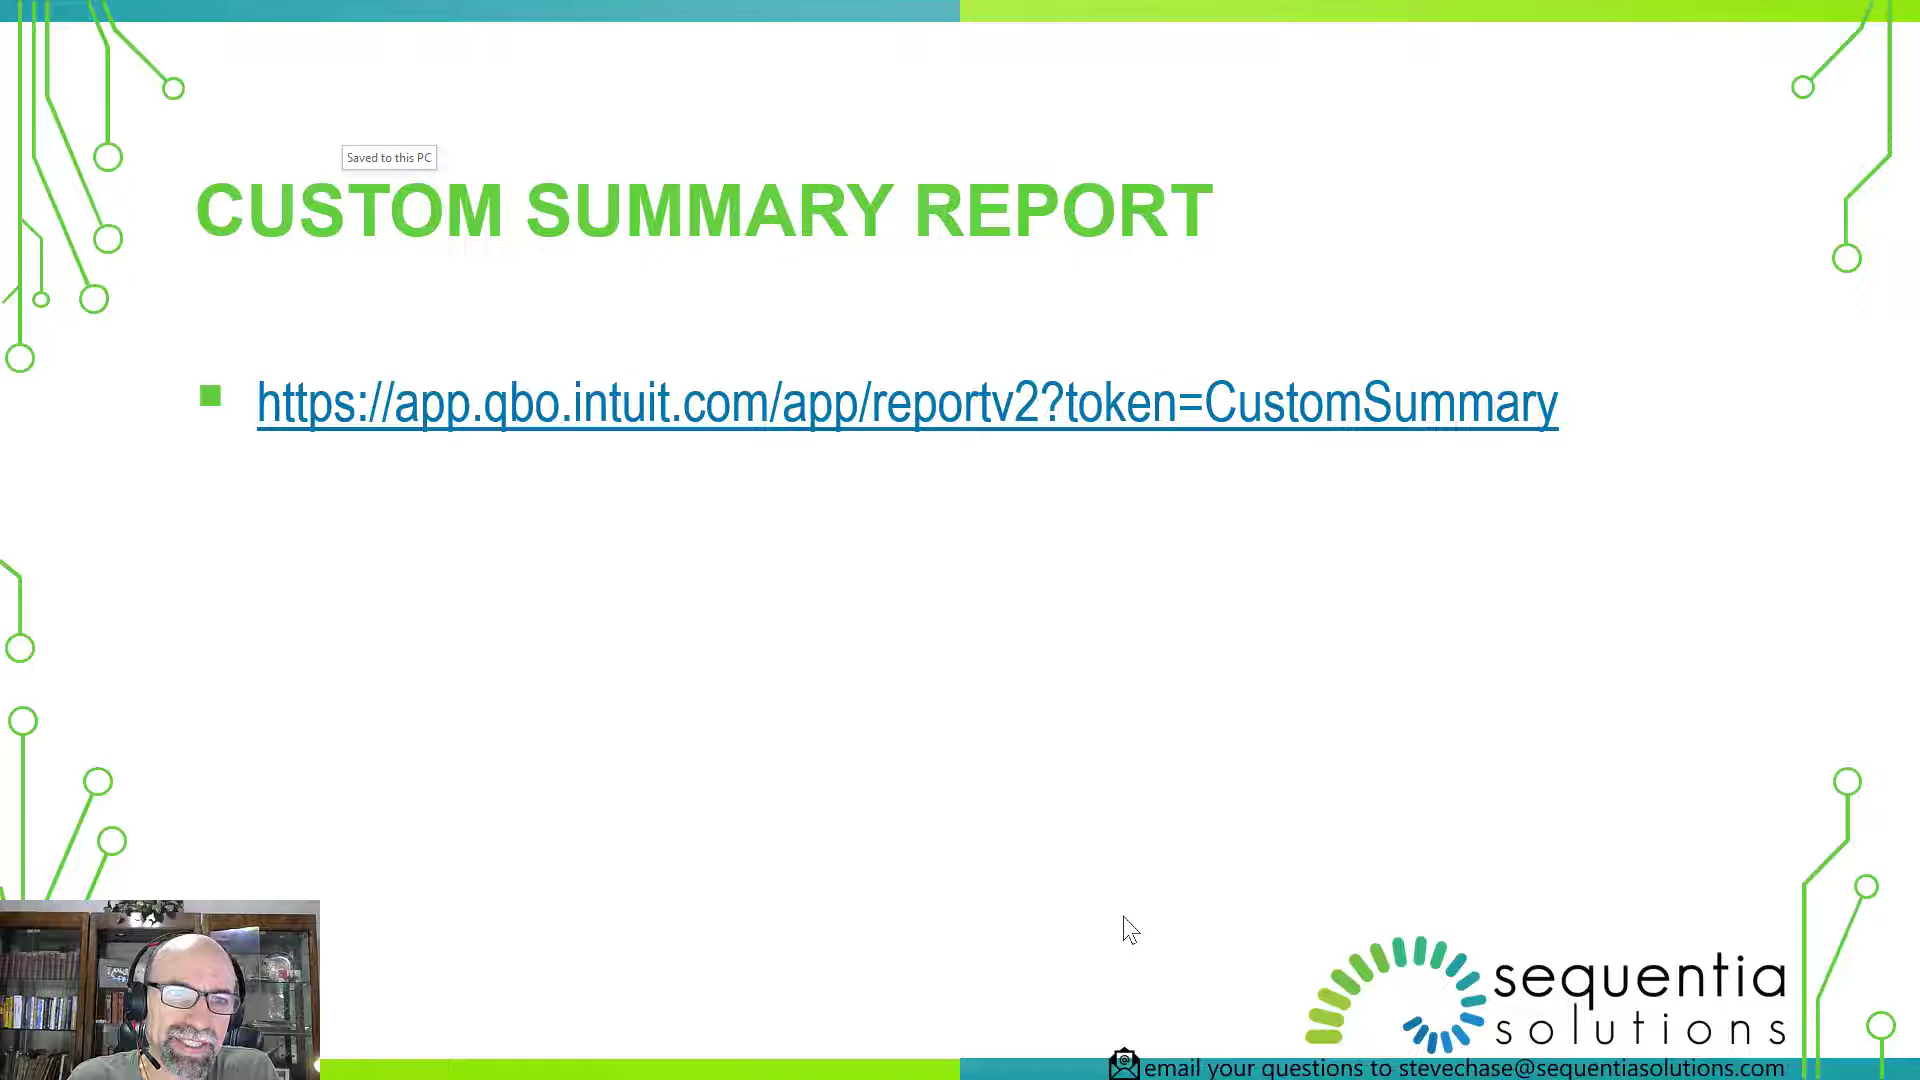 Saved to this PC
CUSTOM SUMMARY REPORT
https://app.qbo.intuit.com/app/reportv2?token=CustomSummary
sequentia
solutions
email your questions to stevechase@sequentiasolutions.com